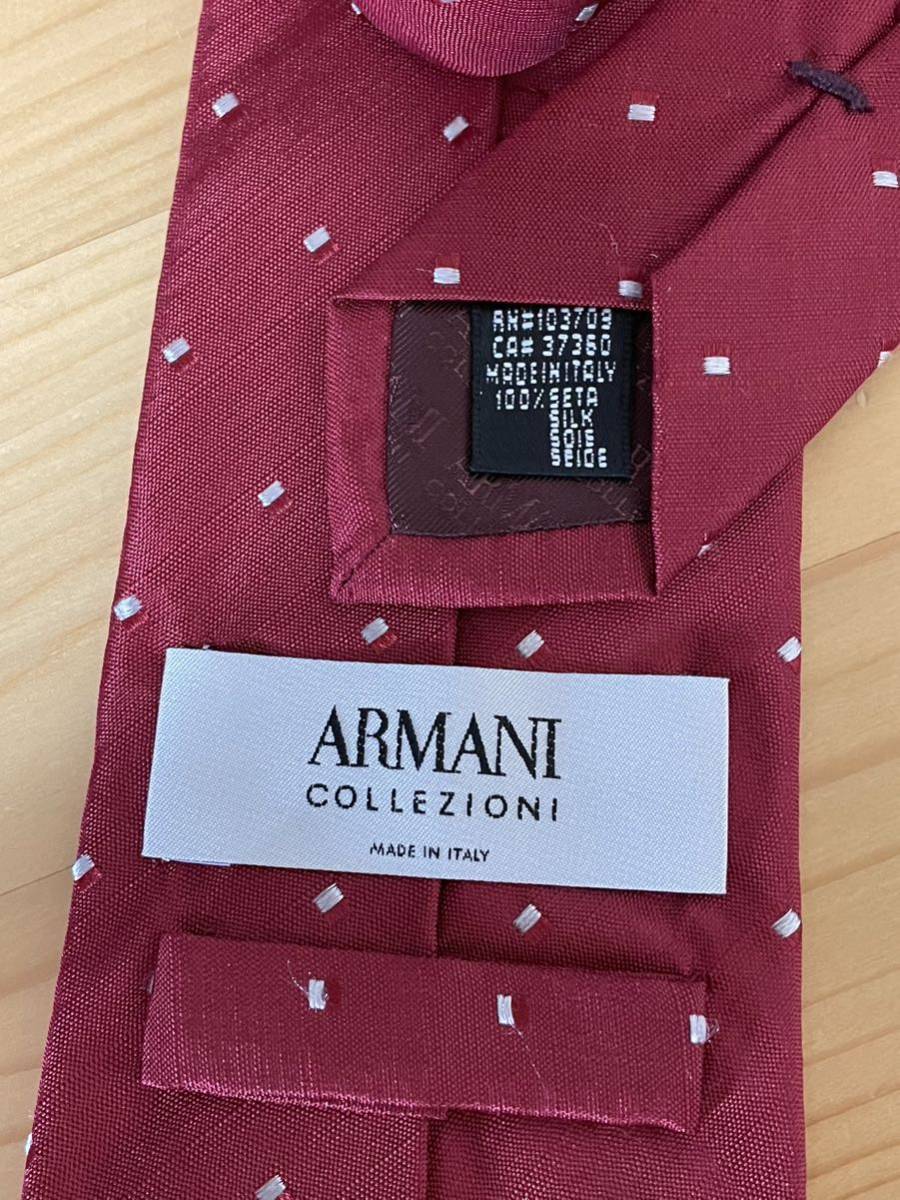 RN#103709
CA# 37360
MADE IN ITALY
100% SETA
SILK
SOIE
SEIDE
ARMANI
COLLEZIONI
MADE IN ITALY